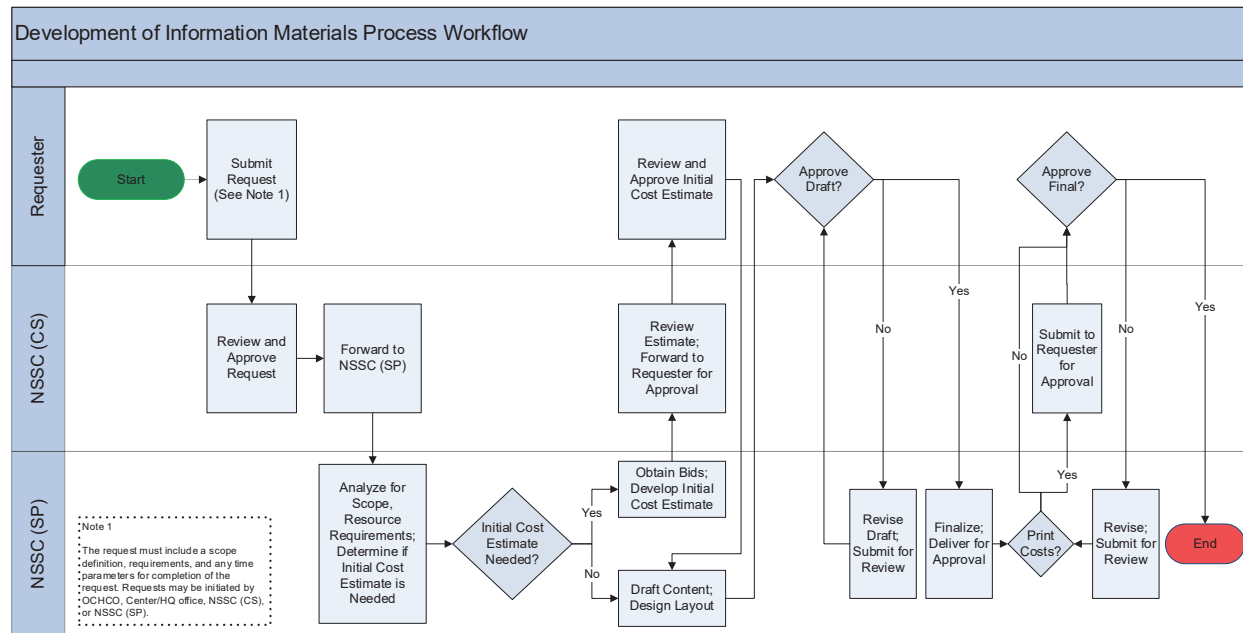 Development of Information Materials Process Workflow
Requester
Start
Submit
Request
(See Note 1)
Review and
Approve Initial
Cost Estimate
Approve
Draft?
Approve
Final?
NSSC (CS)
Review and
Approve
Request
Forward to
NSSC (SP)
Review
Estimate;
Forward to
Requester for
Approval
No
Yes
No
Submit to
Requester
for
Approval
No
Yes
NSSC (SP)
Note 1
The request must include a scope
definition, requirements, and any time
parameters for completion of the
request. Requests may be initiated by
OCHCO, Center/HQ office, NSSC (CS),
or NSSC (SP).
Analyze for
Scope,
Resource
Requirements;
Determine if
Initial Cost
Estimate is
Needed
Initial Cost
Estimate
Needed?
Yes
No
Obtain Bids;
Develop Initial
Cost Estimate
Draft Content;
Design Layout
Revise
Draft;
Submit for
Review
Finalize;
Deliver for
Approval
Print
Costs?
Yes
Revise;
Submit for
Review
End